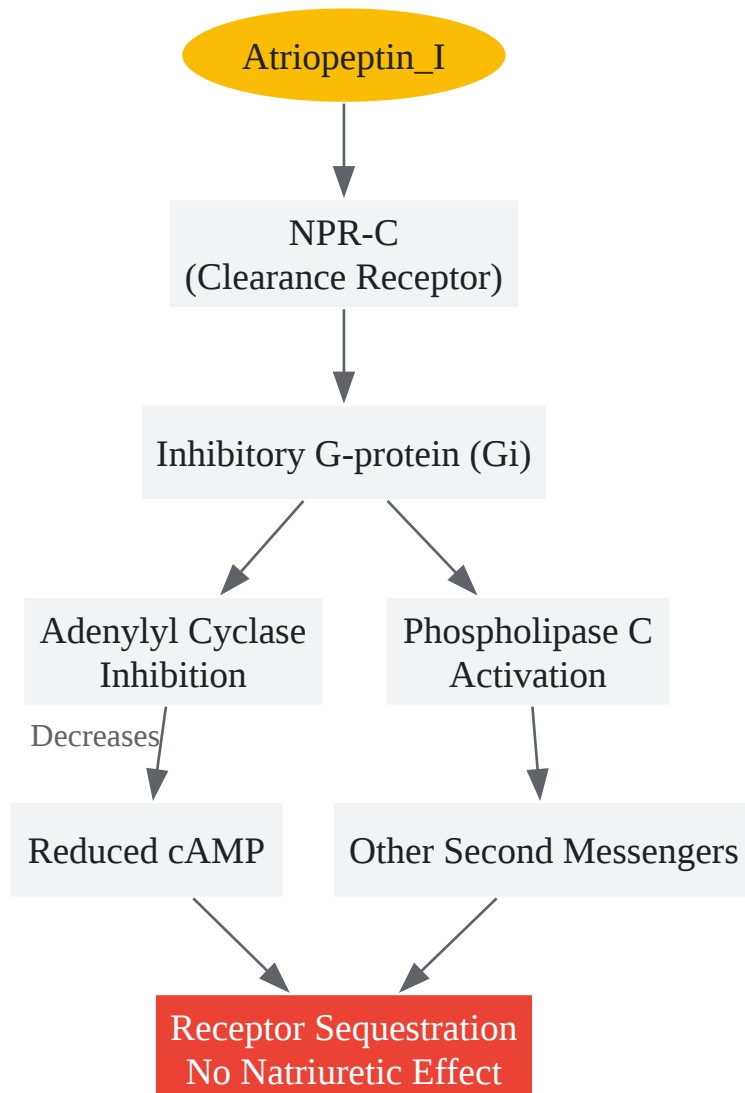 Atriopeptin_I
NPR-C
(Clearance Receptor)
Inhibitory G-protein (Gi)
Adenylyl Cyclase
Inhibition
Phospholipase C
Activation
Decreases
Reduced cAMP
Other Second Messengers
Receptor Sequestration
No Natriuretic Effect